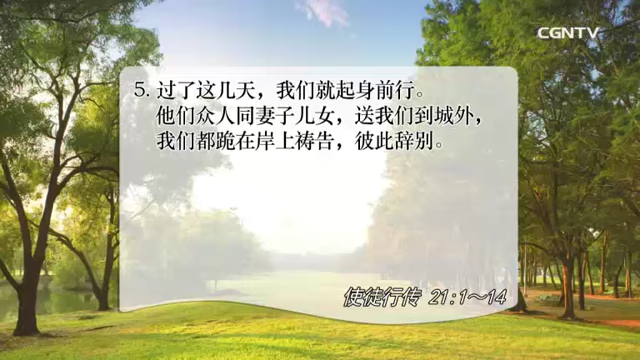 CGNTV
5. 过了这几天，我们就起身前行。
他们众人同妻子儿女，送我们到城外，
我们都跪在岸上祷告，彼此辞别。
使徒行传 21:1～14
CGNTV